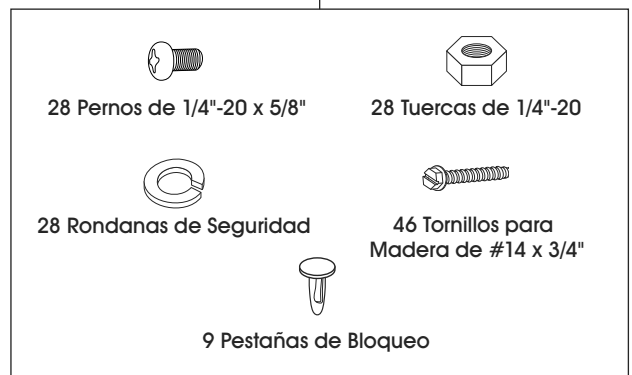 28 Pernos de 1/4"-20 x 5/8"
28 Tuercas de 1/4"-20
28 Rondanas de Seguridad
46 Tornillos para
Madera de #14 x 3/4"
9 Pestañas de Bloqueo